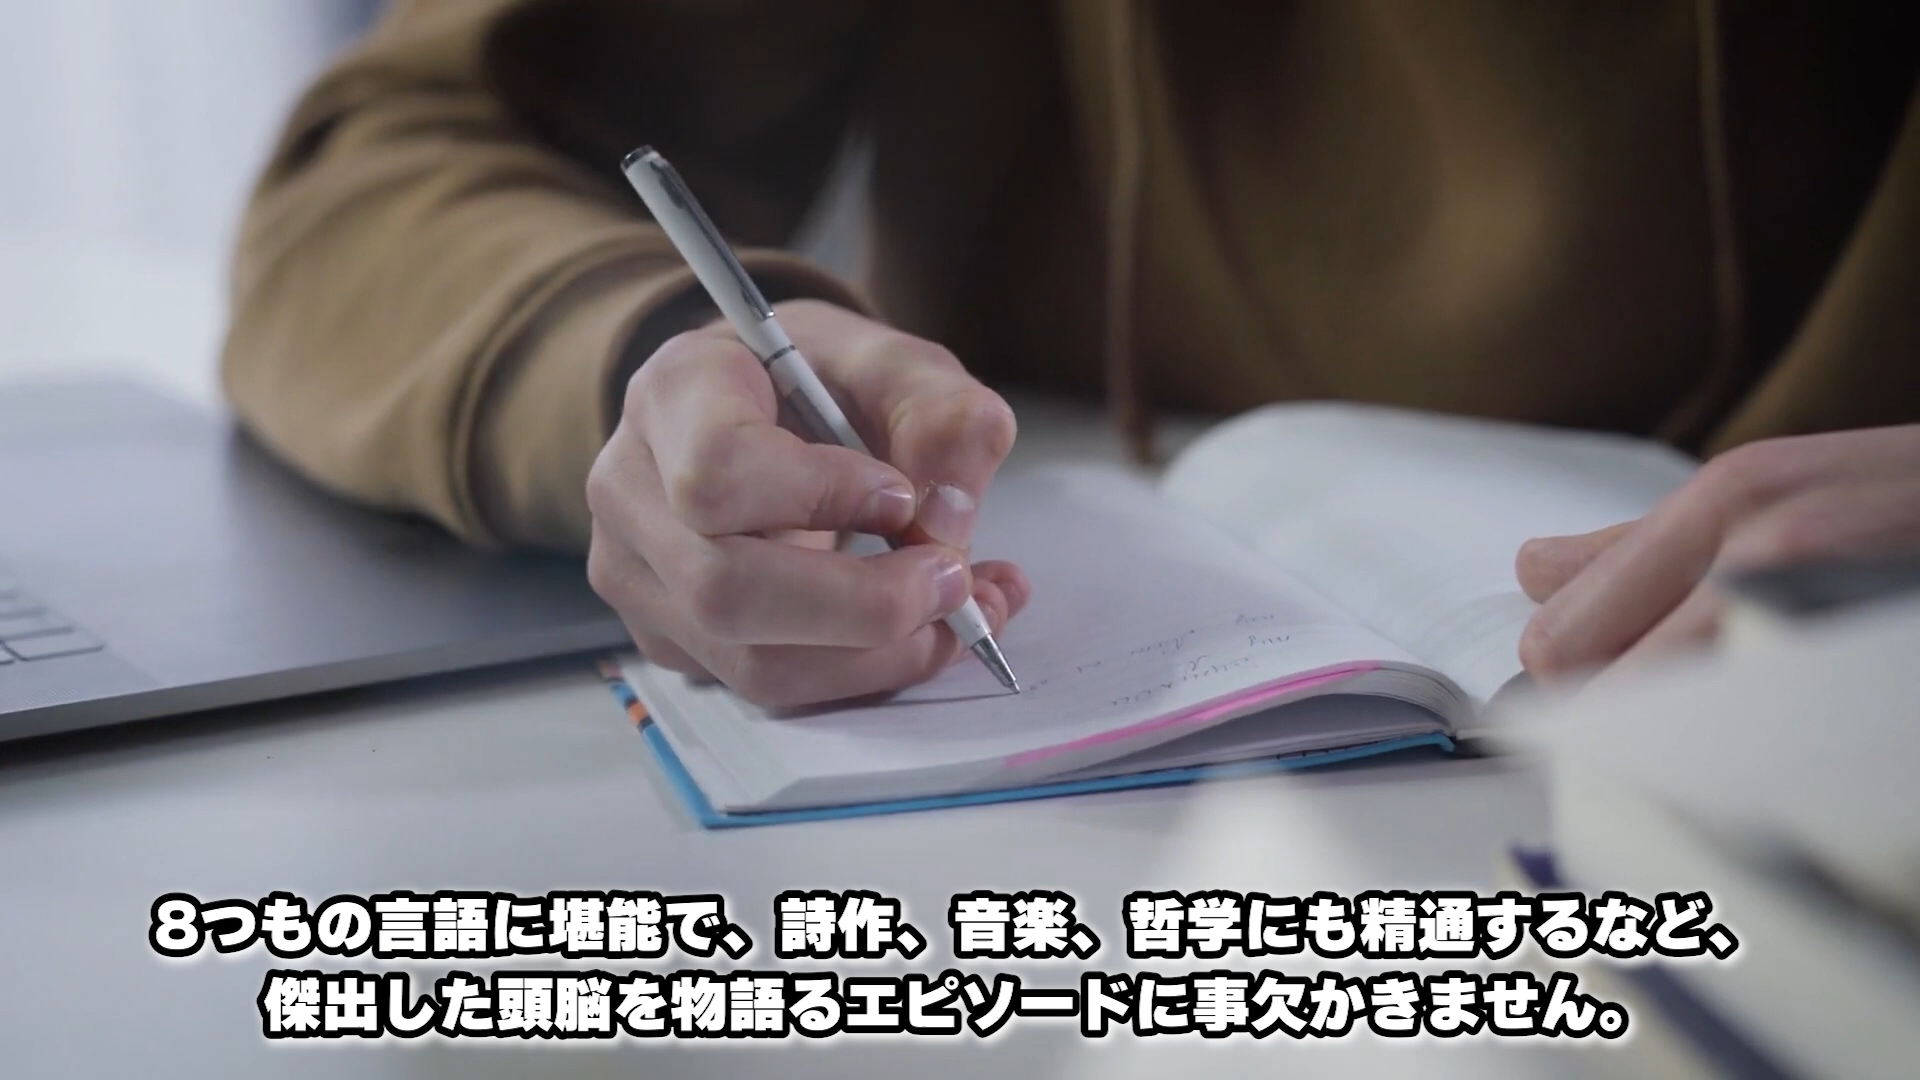 8つもの言語に堪能で、詩作、音楽、哲学にも精通するなど、
傑出した頭脳を物語るエピソードに事欠かきません。